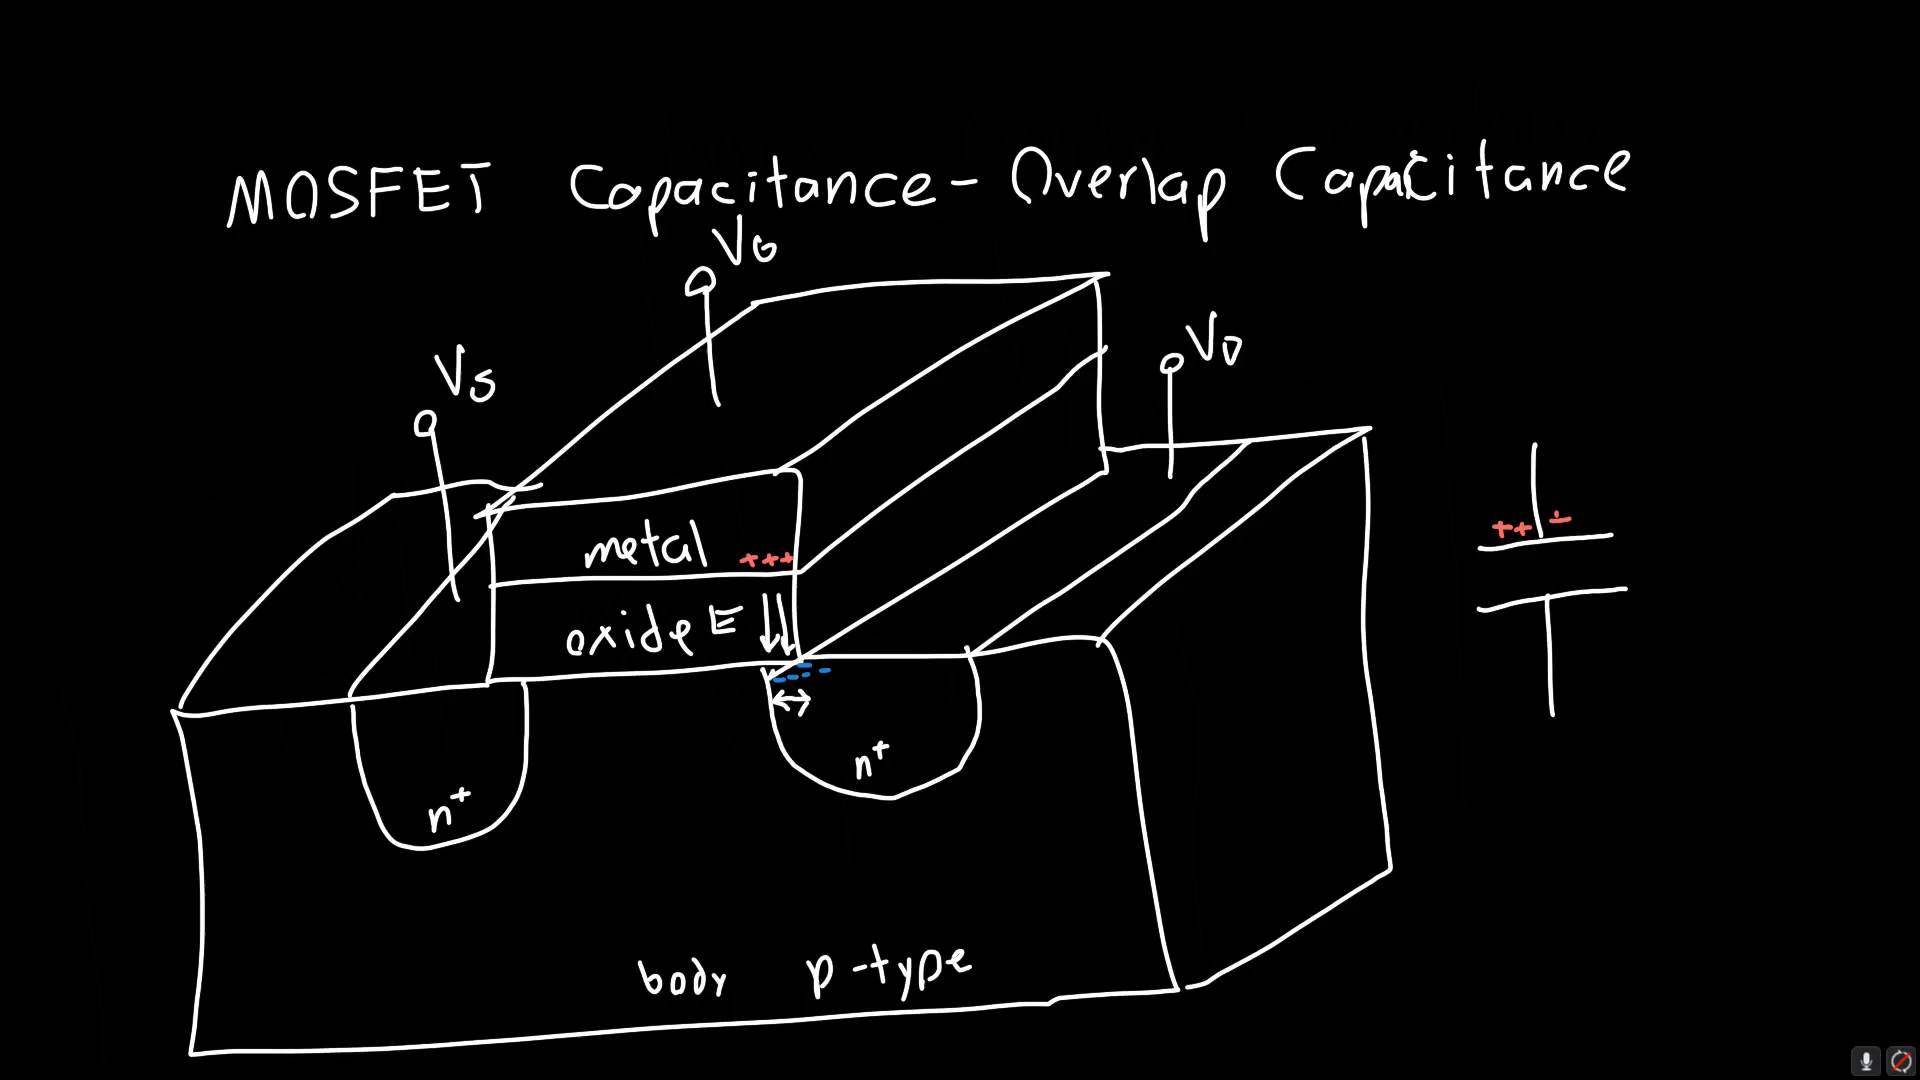 MOSFET Capacitance - Overlap Capacitance
VG
VD
VS
metal +++
++ -
oxide E
- - - -
n+
n+
body p-type